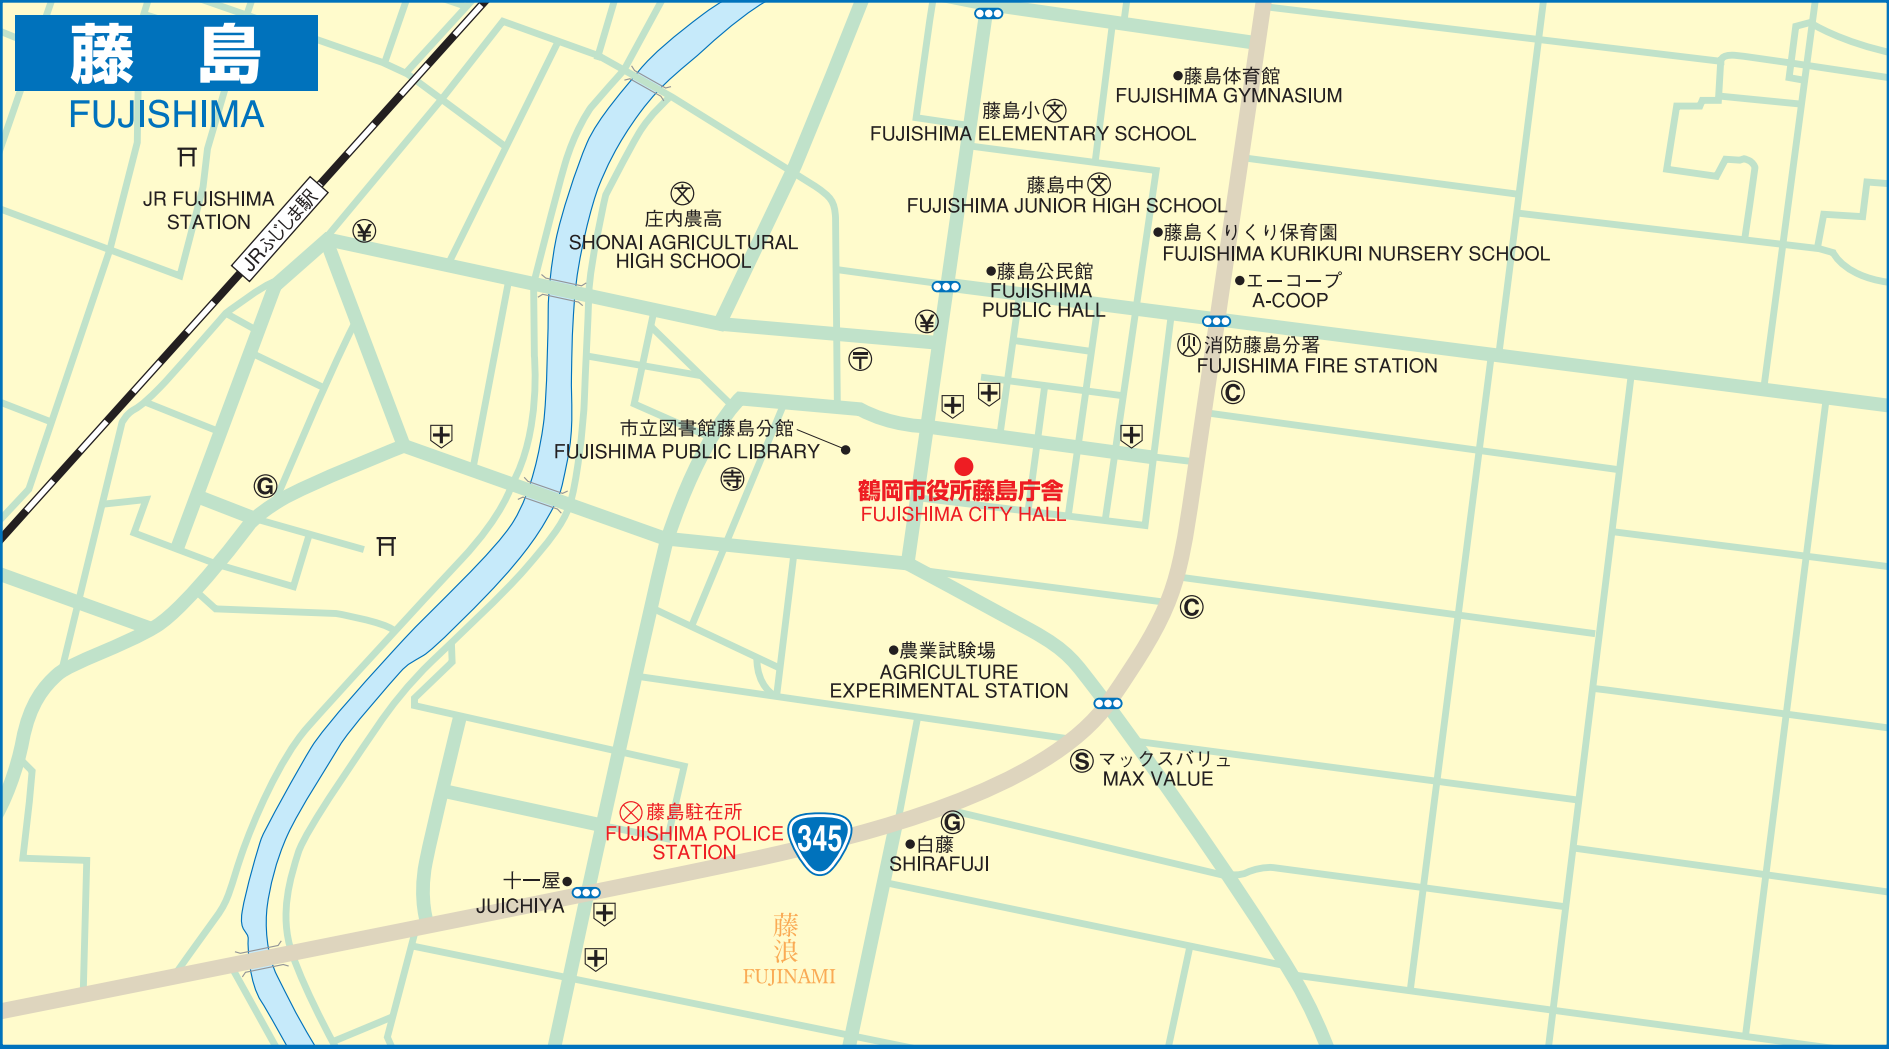 藤島
FUJISHIMA
JR FUJISHIMA
STATION
JRふじしま駅
¥
文
庄内農高
SHONAI AGRICULTURAL
HIGH SCHOOL
藤島体育館
FUJISHIMA GYMNASIUM
藤島小 文
FUJISHIMA ELEMENTARY SCHOOL
藤島中 文
FUJISHIMA JUNIOR HIGH SCHOOL
藤島くりくり保育園
FUJISHIMA KURIKURI NURSERY SCHOOL
藤島公民館
FUJISHIMA
PUBLIC HALL
エーコープ
A-COOP
¥
〒
消防藤島分署
FUJISHIMA FIRE STATION
C
市立図書館藤島分館
FUJISHIMA PUBLIC LIBRARY
寺
G
鶴岡市役所藤島庁舎
FUJISHIMA CITY HALL
C
農業試験場
AGRICULTURE
EXPERIMENTAL STATION
S マックスバリュ
MAX VALUE
藤島駐在所
FUJISHIMA POLICE
STATION
345
G
白藤
SHIRAFUJI
十一屋
JUICHIYA
藤浪
FUJINAMI